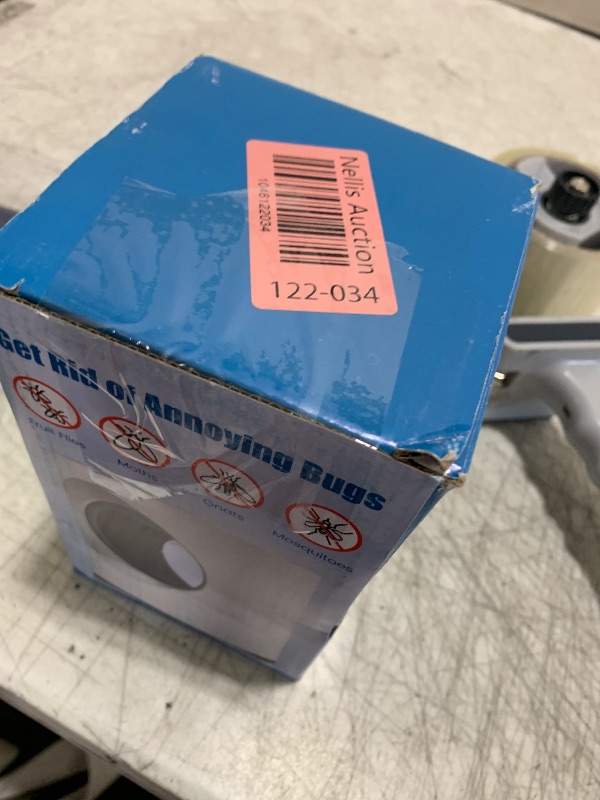 Nellis Auction
1048122034
122-034
Get Rid of Annoying Bugs
Fruit Flies
Moths
Gnats
Mosquitoes